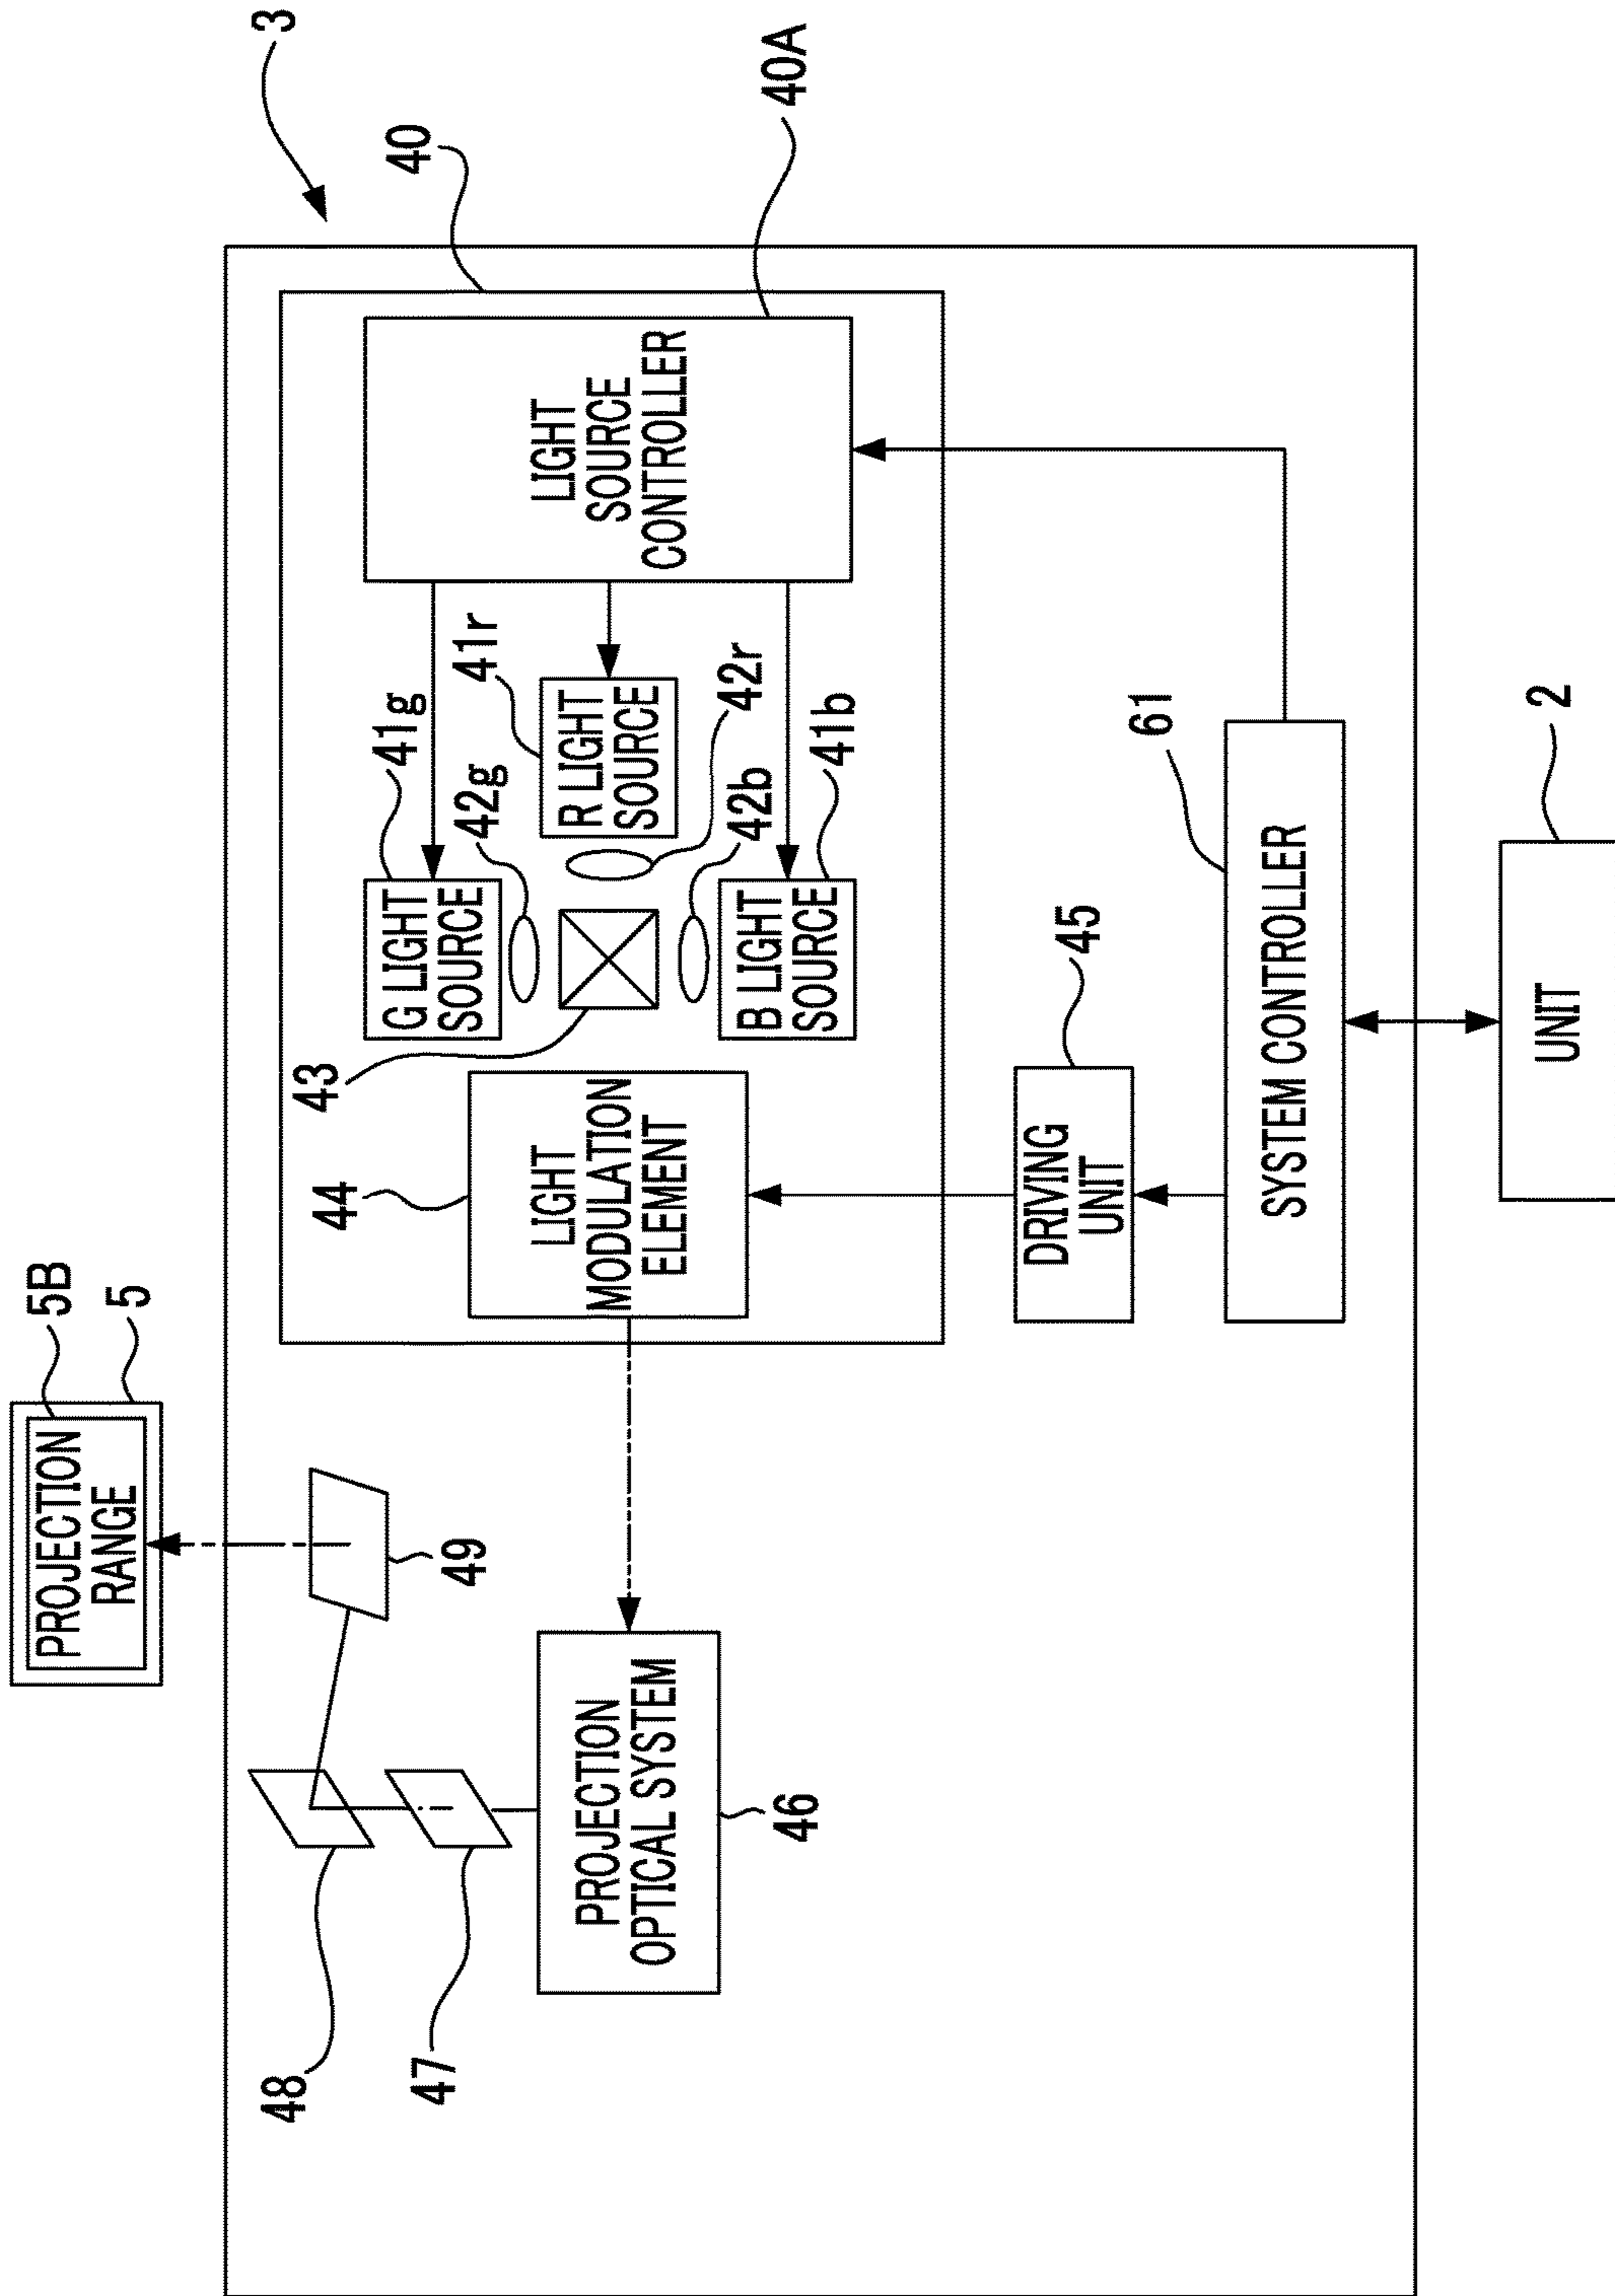 3
40
40A
LIGHT
SOURCE
CONTROLLER
41g
41r
42g
42r
R LIGHT
SOURCE
42b
41b
G LIGHT
SOURCE
B LIGHT
SOURCE
43
44
LIGHT
MODULATION
ELEMENT
45
DRIVING
UNIT
61
SYSTEM CONTROLLER
2
UNIT
5B
5
PROJECTION
RANGE
49
PROJECTION
OPTICAL SYSTEM
46
48
47